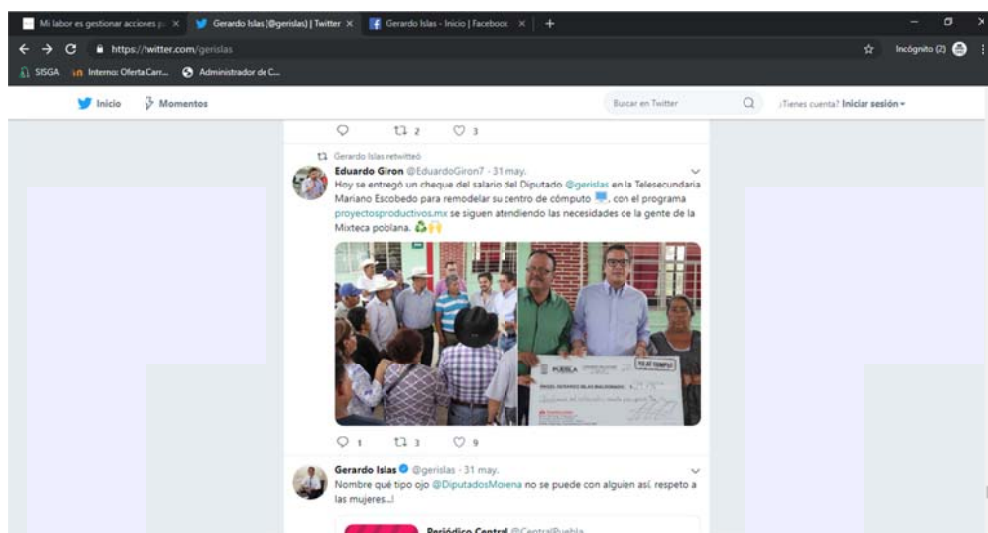 Mi labor es gestionar acciones p
Gerardo Islas (@gerislas) | Twitter
Gerardo Islas - Inicio | Facebook
https://twitter.com/gerislas
Incógnito (2)
SISGA
Interno: OfertaCarr...
Administrador de C...
Inicio
Momentos
Buscar en Twitter
¿Tienes cuenta? Iniciar sesión
2 3
Gerardo Islas retwitteó
Eduardo Giron @EduardoGiron7 · 31 may.
Hoy se entregó un cheque del salario del Diputado @gerislas en la Telesecundaria
Mariano Escobedo para remodelar su centro de cómputo, con el programa
proyectosproductivos.mx se siguen atendiendo las necesidades de la gente de la
Mixteca poblana.
PUEBLA
1 3 9
Gerardo Islas @gerislas · 31 may.
Nombre qué tipo ojo @DiputadosMorena no se puede con alguien así, respeto a
las mujeres..!
Periódico Central @CentralPuebla